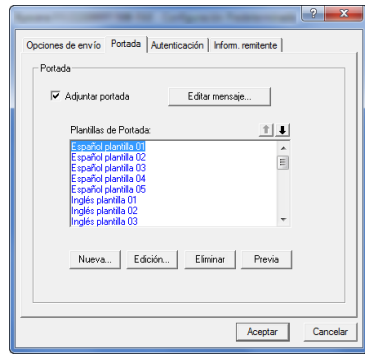 Opciones de envío Portada Autenticación Inform. remitente
Portada
Adjuntar portada Editar mensaje...
Plantillas de Portada:
Español plantilla 01
Español plantilla 02
Español plantilla 03
Español plantilla 04
Español plantilla 05
Inglés plantilla 01
Inglés plantilla 02
Inglés plantilla 03
Nueva... Edición... Eliminar Previa
Aceptar Cancelar